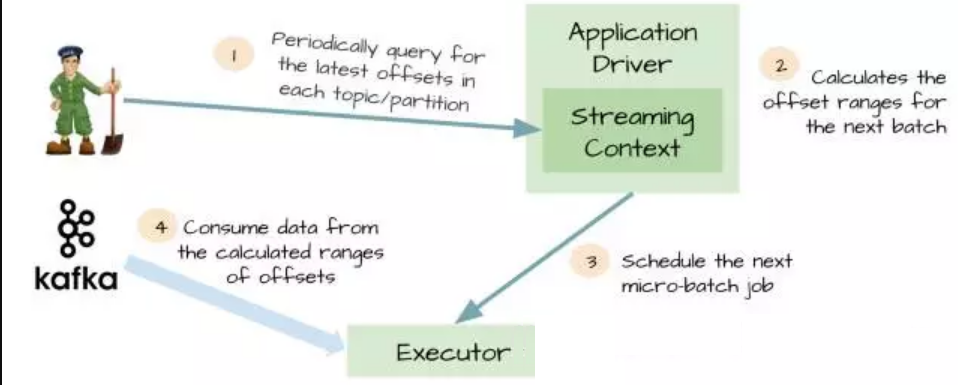 1
Periodically query for
the latest offsets in
each topic/partition
Application
Driver
Streaming
Context
2
Calculates the
offset ranges for
the next batch
kafka
4
Consume data from
the calculated ranges
of offsets
3
Schedule the next
micro-batch job
Executor